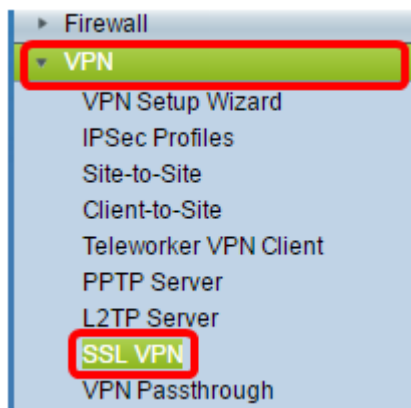 Firewall
VPN
VPN Setup Wizard
IPSec Profiles
Site-to-Site
Client-to-Site
Teleworker VPN Client
PPTP Server
L2TP Server
SSL VPN
VPN Passthrough